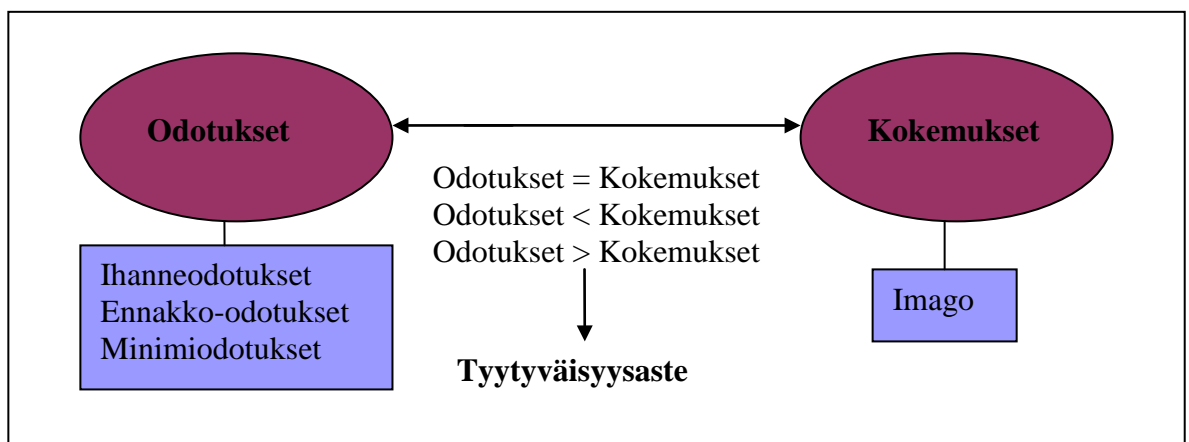 Odotukset
Kokemukset
Odotukset = Kokemukset
Odotukset < Kokemukset
Odotukset > Kokemukset
Ihanneodotukset
Ennakko-odotukset
Minimiodotukset
Imago
Tyytyväisyysaste